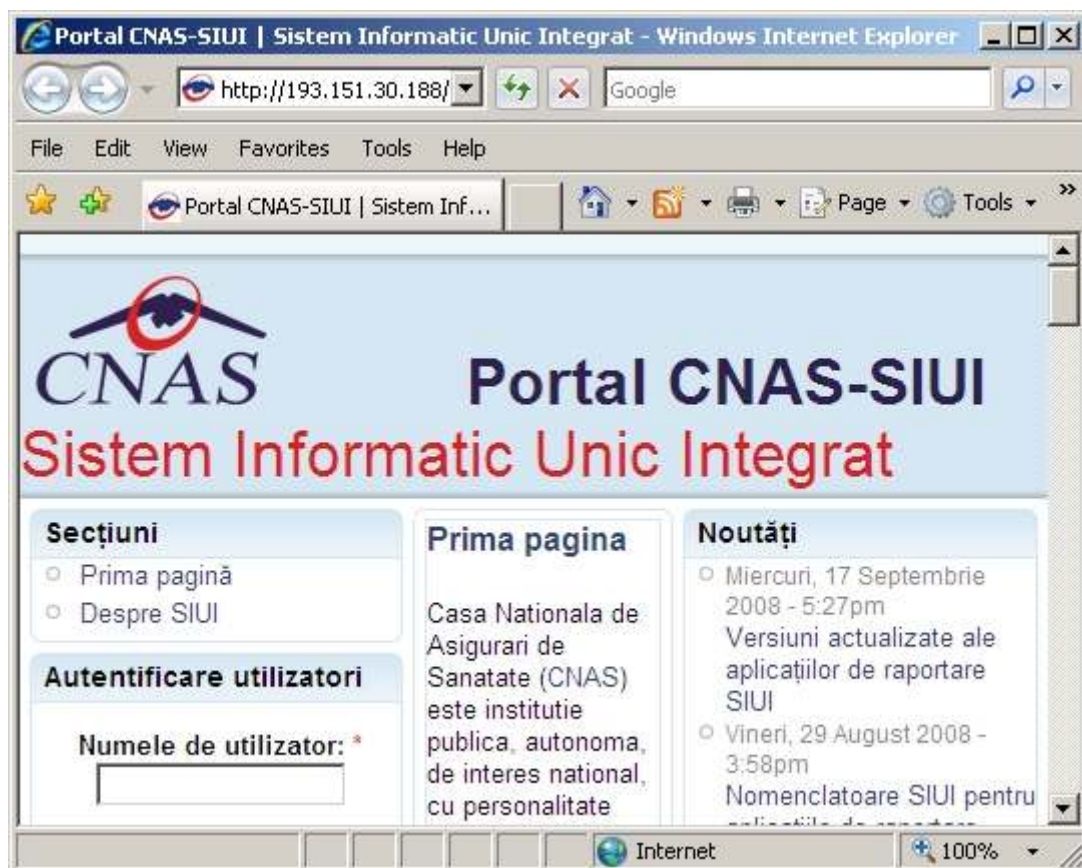 Portal CNAS-SIUI | Sistem Informatic Unic Integrat - Windows Internet Explorer
http://193.151.30.188/
Google
File Edit View Favorites Tools Help
Portal CNAS-SIUI | Sistem Inf...
Page
Tools
»
CNAS
Portal CNAS-SIUI
Sistem Informatic Unic Integrat
Secțiuni
Prima pagină
Despre SIUI
Autentificare utilizatori
Numele de utilizator: *
Prima pagina
Casa Nationala de
Asigurari de
Sanatate (CNAS)
este institutie
publica, autonoma,
de interes national,
cu personalitate
Noutăți
Miercuri, 17 Septembrie
2008 - 5:27pm
Versiuni actualizate ale
aplicațiilor de raportare
SIUI
Vineri, 29 August 2008 -
3:58pm
Nomenclatoare SIUI pentru
Internet
100%